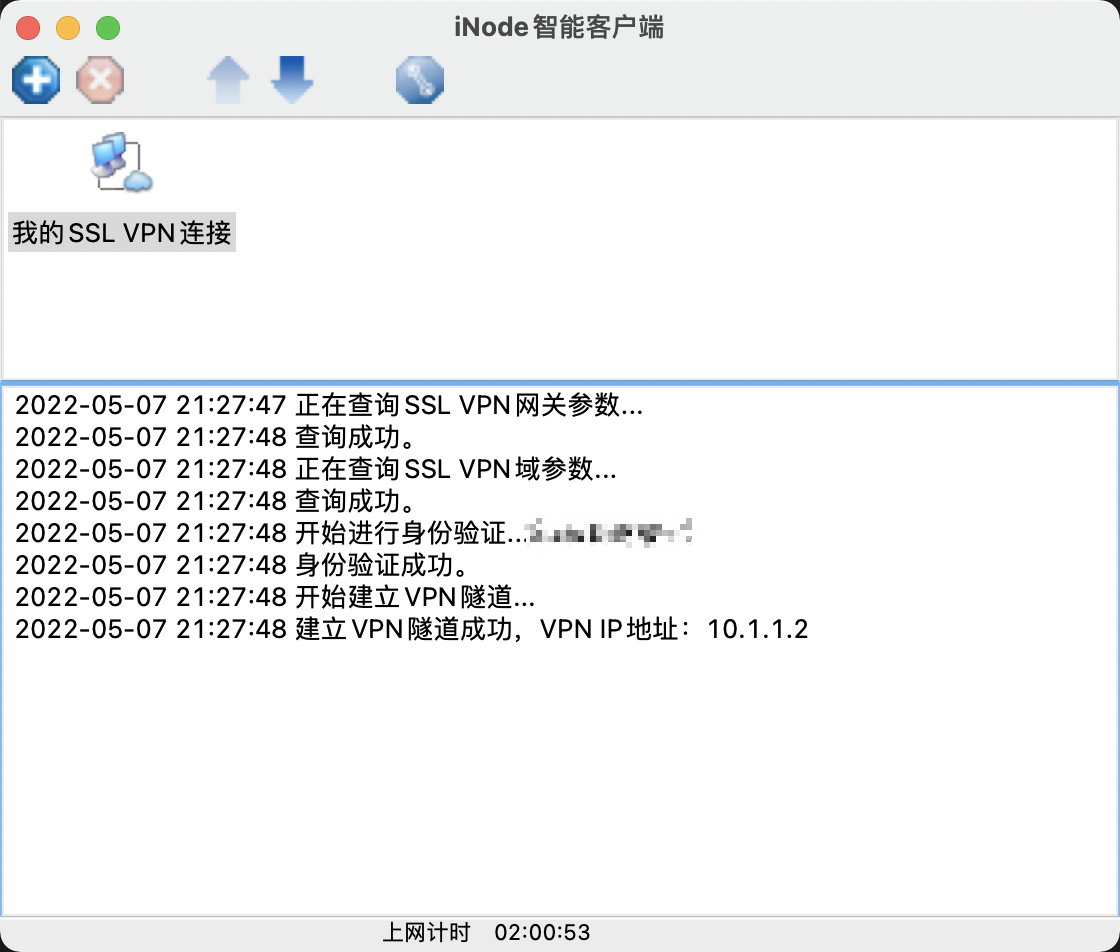 iNode智能客户端
我的SSL VPN连接
2022-05-07 21:27:47 正在查询SSL VPN网关参数...
2022-05-07 21:27:48 查询成功。
2022-05-07 21:27:48 正在查询SSL VPN域参数...
2022-05-07 21:27:48 查询成功。
2022-05-07 21:27:48 开始进行身份验证...
2022-05-07 21:27:48 身份验证成功。
2022-05-07 21:27:48 开始建立VPN隧道...
2022-05-07 21:27:48 建立VPN隧道成功，VPN IP地址：10.1.1.2
上网计时 02:00:53